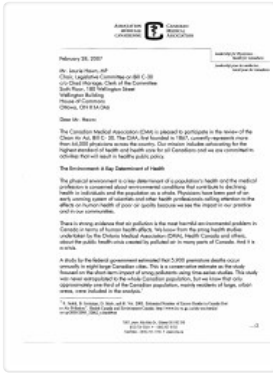 ASSOCIATION MÉDICALE CANADIENNE
CANADIAN MEDICAL ASSOCIATION
February 28, 2007
Mr. Laurie Hawn, MP
Chair, Legislative Committee on Bill C-30
c/o Chad Mariage, Clerk of the Committee
Sixth Floor, 180 Wellington Street
Wellington Building
House of Commons
Ottawa, ON K1A 0A6
Dear Mr. Hawn:
The Canadian Medical Association (CMA) is pleased to participate in the review of the
Clean Air Act, Bill C-30. The CMA, first founded in 1867, currently represents more
than 65,000 physicians across the country. Our mission includes advocating for the
highest standard of health and health care for all Canadians and we are committed to
activities that will result in healthy public policy.
The Environment: A Key Determinant of Health
The physical environment is a key determinant of a population's health and the medical
profession is concerned about environmental conditions that contribute to declining
health in individuals and the population as a whole. Physicians have been part of an
early warning system of scientists and other health professionals calling attention to the
effects on human health of poor air quality because we see the impact in our practice
and in our communities.
There is strong evidence that air pollution is the most harmful environmental problem in
Canada in terms of human health effects. We know from the smog health studies
undertaken by the Ontario Medical Association (OMA), Health Canada and others,
about the public health crisis created by polluted air in many parts of Canada. And it is
a crisis.
A study by the federal government estimated that 5,900 premature deaths occur
annually in eight large Canadian cities. This is a conservative estimate as the study
focused on the short-term impact of smog pollutants using time-series studies. This study
was never extrapolated to the whole Canadian population, but we know that only
approximately one third of the Canadian population, mainly residents of large, urban
areas, were included in the analysis.